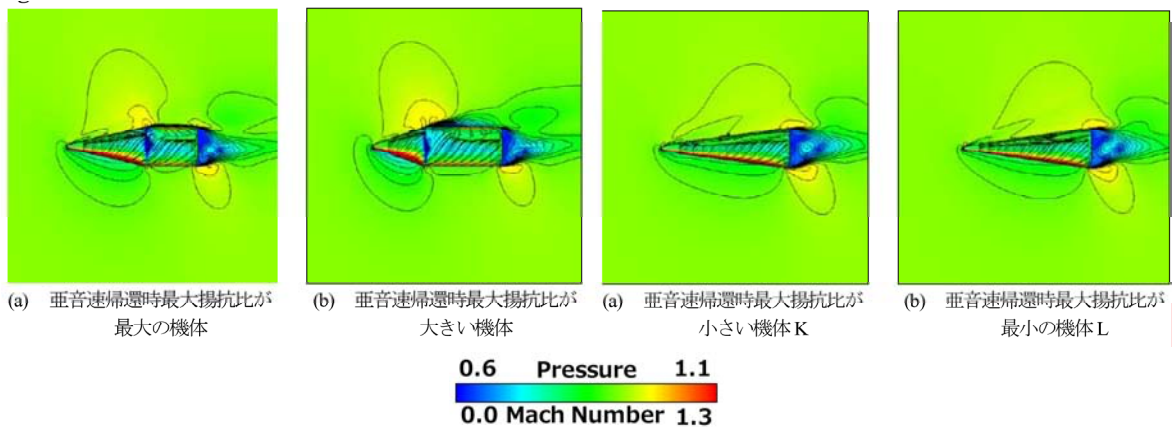 (a) 亜音速帰還時最大揚抗比が
最大の機体
(b) 亜音速帰還時最大揚抗比が
大きい機体
(a) 亜音速帰還時最大揚抗比が
小さい機体 K
(b) 亜音速帰還時最大揚抗比が
最小の機体 L
0.6 Pressure 1.1
0.0 Mach Number 1.3